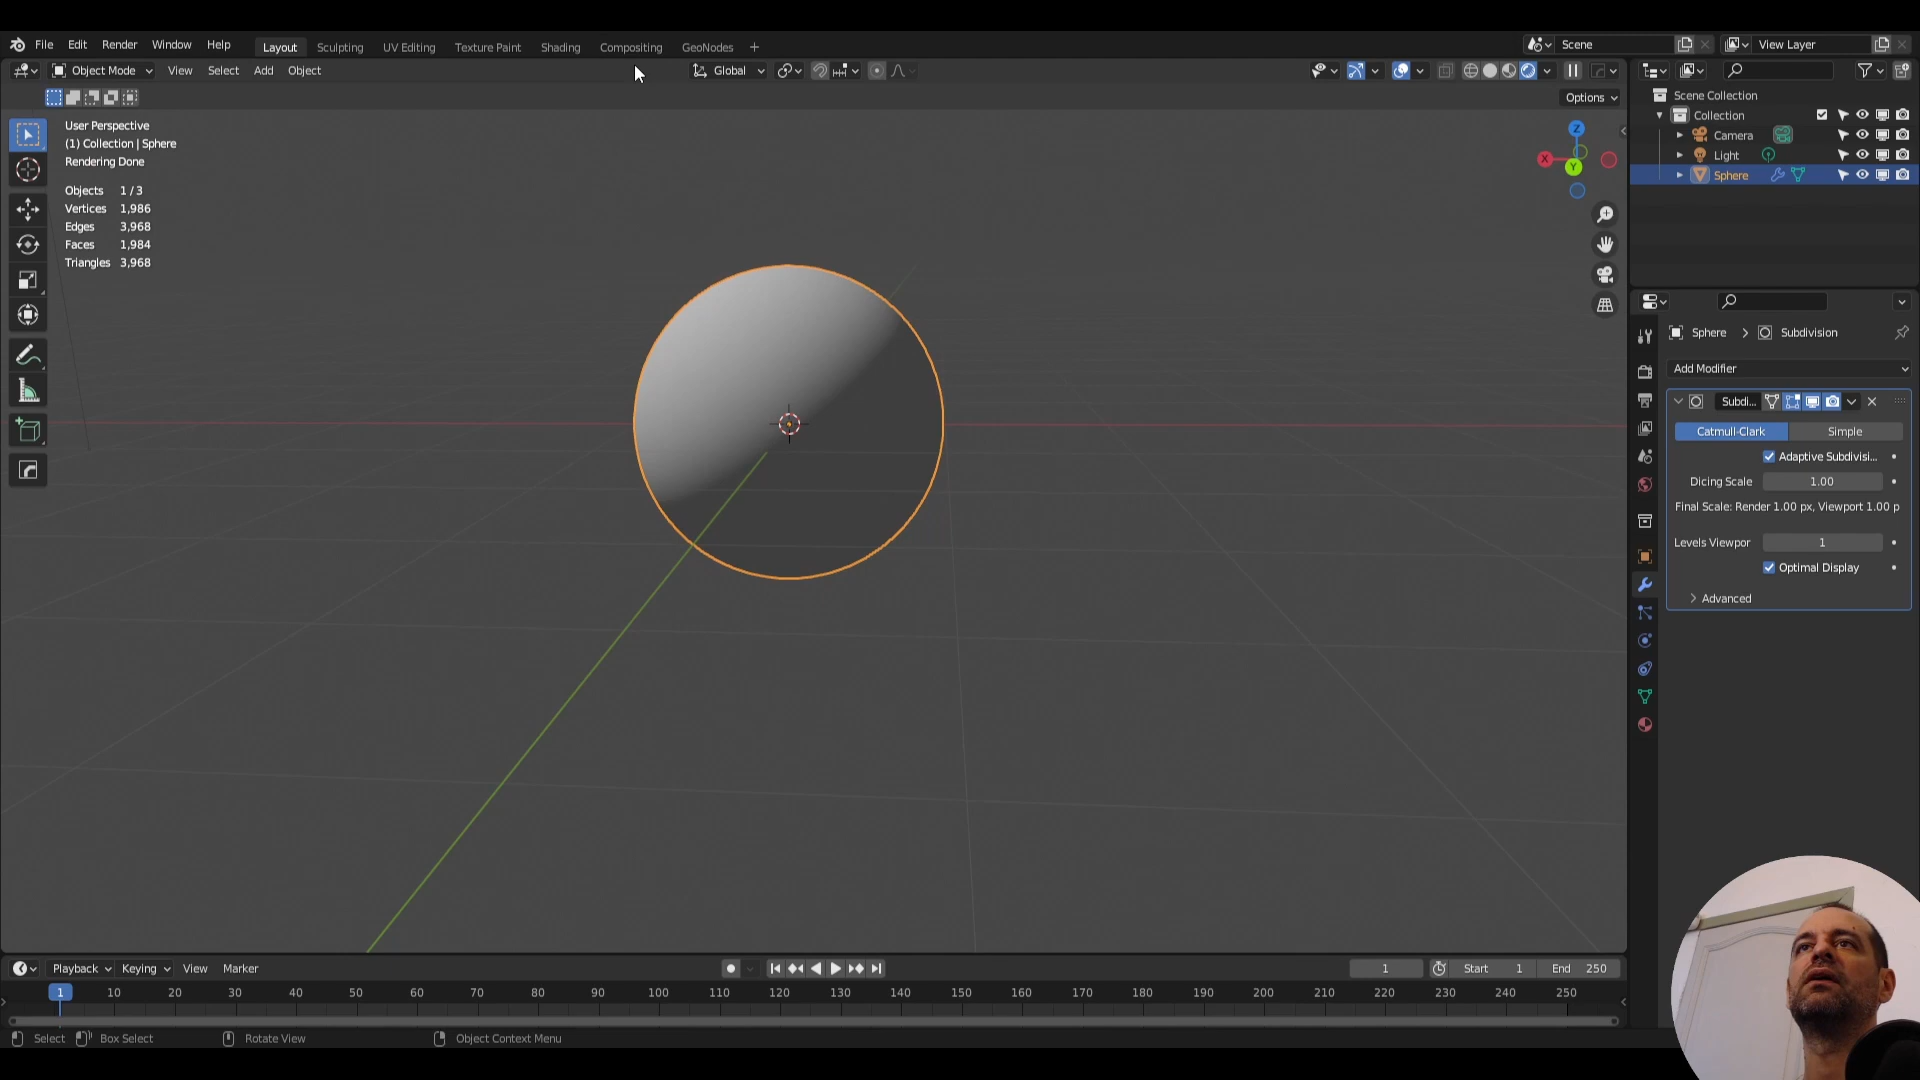 File Edit Render Window Help Layout Sculpting UV Editing Texture Paint Shading Compositing GeoNodes + Scene View Layer
Object Mode View Select Add Object Global
Options
User Perspective
(1) Collection | Sphere
Rendering Done
Objects 1 / 3
Vertices 1,986
Edges 3,968
Faces 1,984
Triangles 3,968
Z
X
Y
Scene Collection
Collection
Camera
Light
Sphere
Sphere > Subdivision
Add Modifier
Subdi...
Catmull-Clark Simple
Adaptive Subdivisi...
Dicing Scale 1.00
Final Scale: Render 1.00 px, Viewport 1.00 p
Levels Viewpor 1
Optimal Display
Advanced
Playback Keying View Marker 1 Start 1 End 250
1 10 20 30 40 50 60 70 80 90 100 110 120 130 140 150 160 170 180 190 200 210 220 230 240 250
Select Box Select Rotate View Object Context Menu